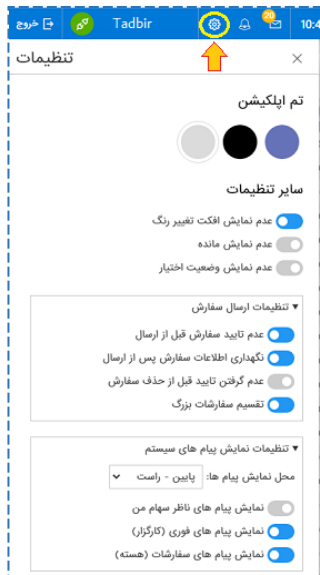 خروج Tadbir 20 10:4
تنظیمات
تم اپلکیشن
سایر تنظیمات
عدم نمایش افکت تغییر رنگ
عدم نمایش مانده
عدم نمایش وضعیت اختیار
تنظیمات ارسال سفارش
عدم تایید سفارش قبل از ارسال
نگهداری اطلاعات سفارش پس از ارسال
عدم گرفتن تایید قبل از حذف سفارش
تقسیم سفارشات بزرگ
تنظیمات نمایش پیام های سیستم
محل نمایش پیام ها: پایین - راست
نمایش پیام های ناظر سهام من
نمایش پیام های فوری (کارگزار)
نمایش پیام های سفارشات (هسته)